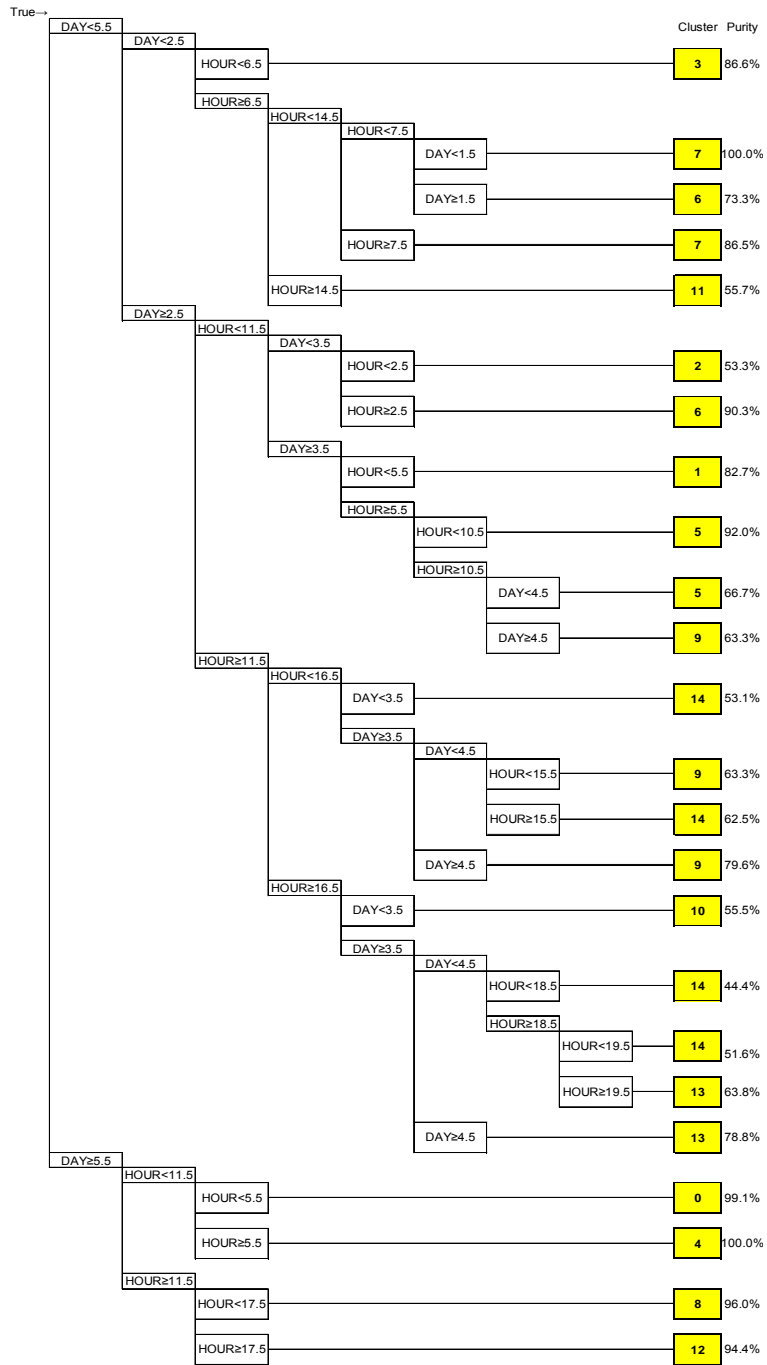 True→
Cluster Purity
DAY<5.5
DAY<2.5
HOUR<6.5 3 86.6%
HOUR≥6.5
HOUR<14.5
HOUR<7.5
DAY<1.5 7 100.0%
DAY≥1.5 6 73.3%
HOUR≥7.5 7 86.5%
HOUR≥14.5 11 55.7%
DAY≥2.5
HOUR<11.5
DAY<3.5
HOUR<2.5 2 53.3%
HOUR≥2.5 6 90.3%
DAY≥3.5
HOUR<5.5 1 82.7%
HOUR≥5.5
HOUR<10.5 5 92.0%
HOUR≥10.5
DAY<4.5 5 66.7%
DAY≥4.5 9 63.3%
HOUR≥11.5
HOUR<16.5
DAY<3.5 14 53.1%
DAY≥3.5
DAY<4.5
HOUR<15.5 9 63.3%
HOUR≥15.5 14 62.5%
DAY≥4.5 9 79.6%
HOUR≥16.5
DAY<3.5 10 55.5%
DAY≥3.5
DAY<4.5
HOUR<18.5 14 44.4%
HOUR≥18.5
HOUR<19.5 14 51.6%
HOUR≥19.5 13 63.8%
DAY≥4.5 13 78.8%
DAY≥5.5
HOUR<11.5
HOUR<5.5 0 99.1%
HOUR≥5.5 4 100.0%
HOUR≥11.5
HOUR<17.5 8 96.0%
HOUR≥17.5 12 94.4%